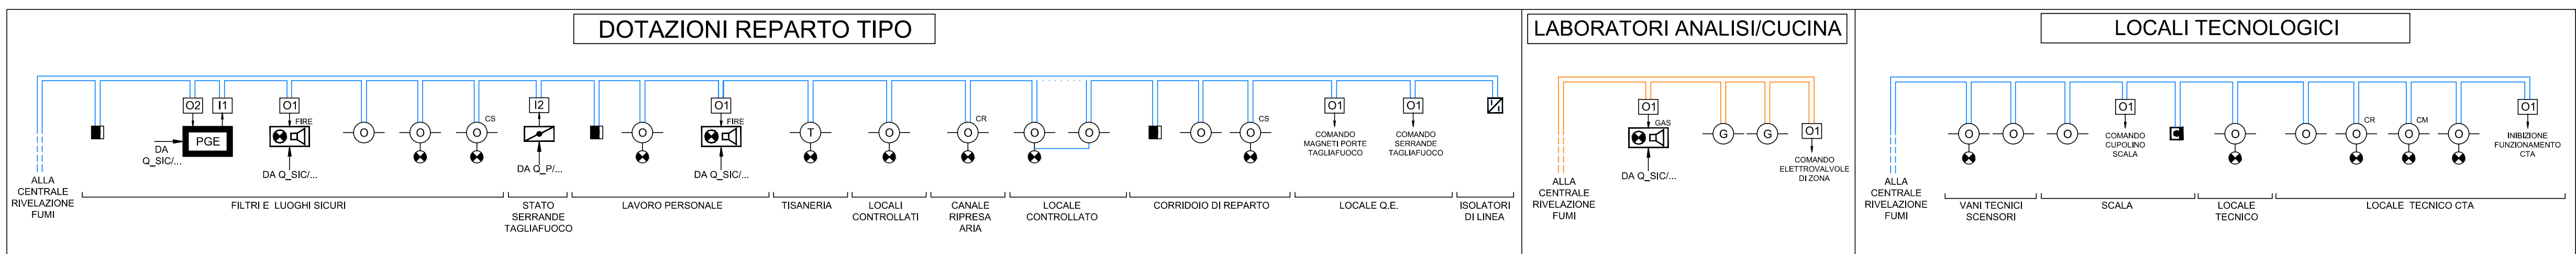 DOTAZIONI REPARTO TIPO
O2
I1
O1
FIRE
PGE
DA
Q_SIC/...
DA Q_SIC/...
O
O
O
CS
I2
DA Q_P/...
O
O1
FIRE
DA Q_SIC/...
T
O
O
CR
O
O
O
O
CS
O1
COMANDO
MAGNETI PORTE
TAGLIAFUOCO
O1
COMANDO
SERRANDE
TAGLIAFUOCO
I
I
ALLA
CENTRALE
RIVELAZIONE
FUMI
FILTRI E LUOGHI SICURI
STATO
SERRANDE
TAGLIAFUOCO
LAVORO PERSONALE
TISANERIA
LOCALI
CONTROLLATI
CANALE
RIPRESA
ARIA
LOCALE
CONTROLLATO
CORRIDOIO DI REPARTO
LOCALE Q.E.
ISOLATORI
DI LINEA
LABORATORI ANALISI/CUCINA
O1
GAS
DA Q_SIC/...
G
G
O1
COMANDO
ELETTROVALVOLE
DI ZONA
ALLA
CENTRALE
RIVELAZIONE
FUMI
LOCALI TECNOLOGICI
O
O
O
O1
COMANDO
CUPOLINO
SCALA
O
O
O
CR
O
CM
O
O1
INIBIZIONE
FUNZIONAMENTO
CTA
ALLA
CENTRALE
RIVELAZIONE
FUMI
VANI TECNICI
SCENSORI
SCALA
LOCALE
TECNICO
LOCALE TECNICO CTA